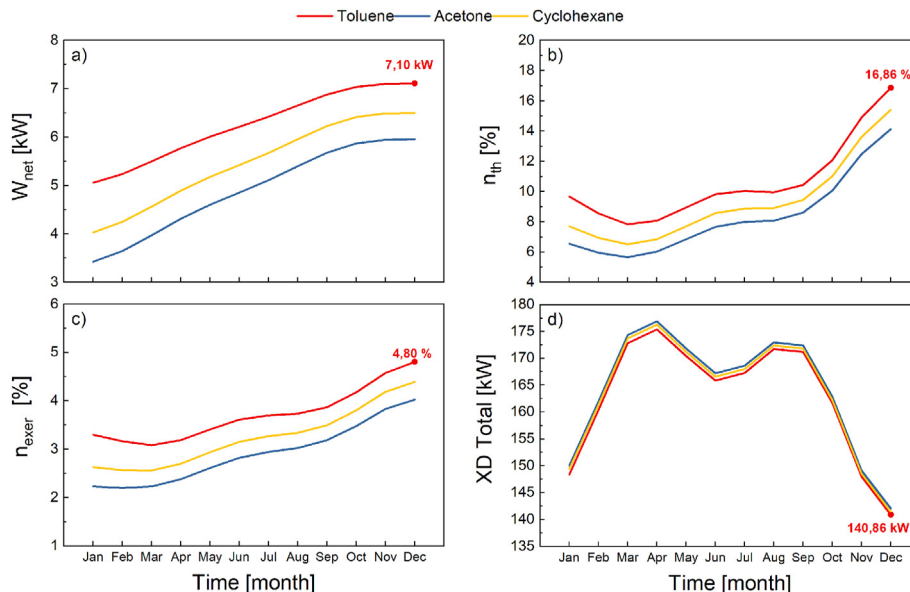 Toluene Acetone Cyclohexane
a)
8
7
6
5
4
3
W_net [kW]
7,10 kW
b)
20
18
16
14
12
10
8
6
4
n_th [%]
16,86 %
c)
6
5
4
3
2
1
n_exer [%]
4,80 %
Jan Feb Mar Apr May Jun Jul Aug Sep Oct Nov Dec
Time [month]
d)
180
175
170
165
160
155
150
145
140
135
XD Total [kW]
140,86 kW
Jan Feb Mar Apr May Jun Jul Aug Sep Oct Nov Dec
Time [month]